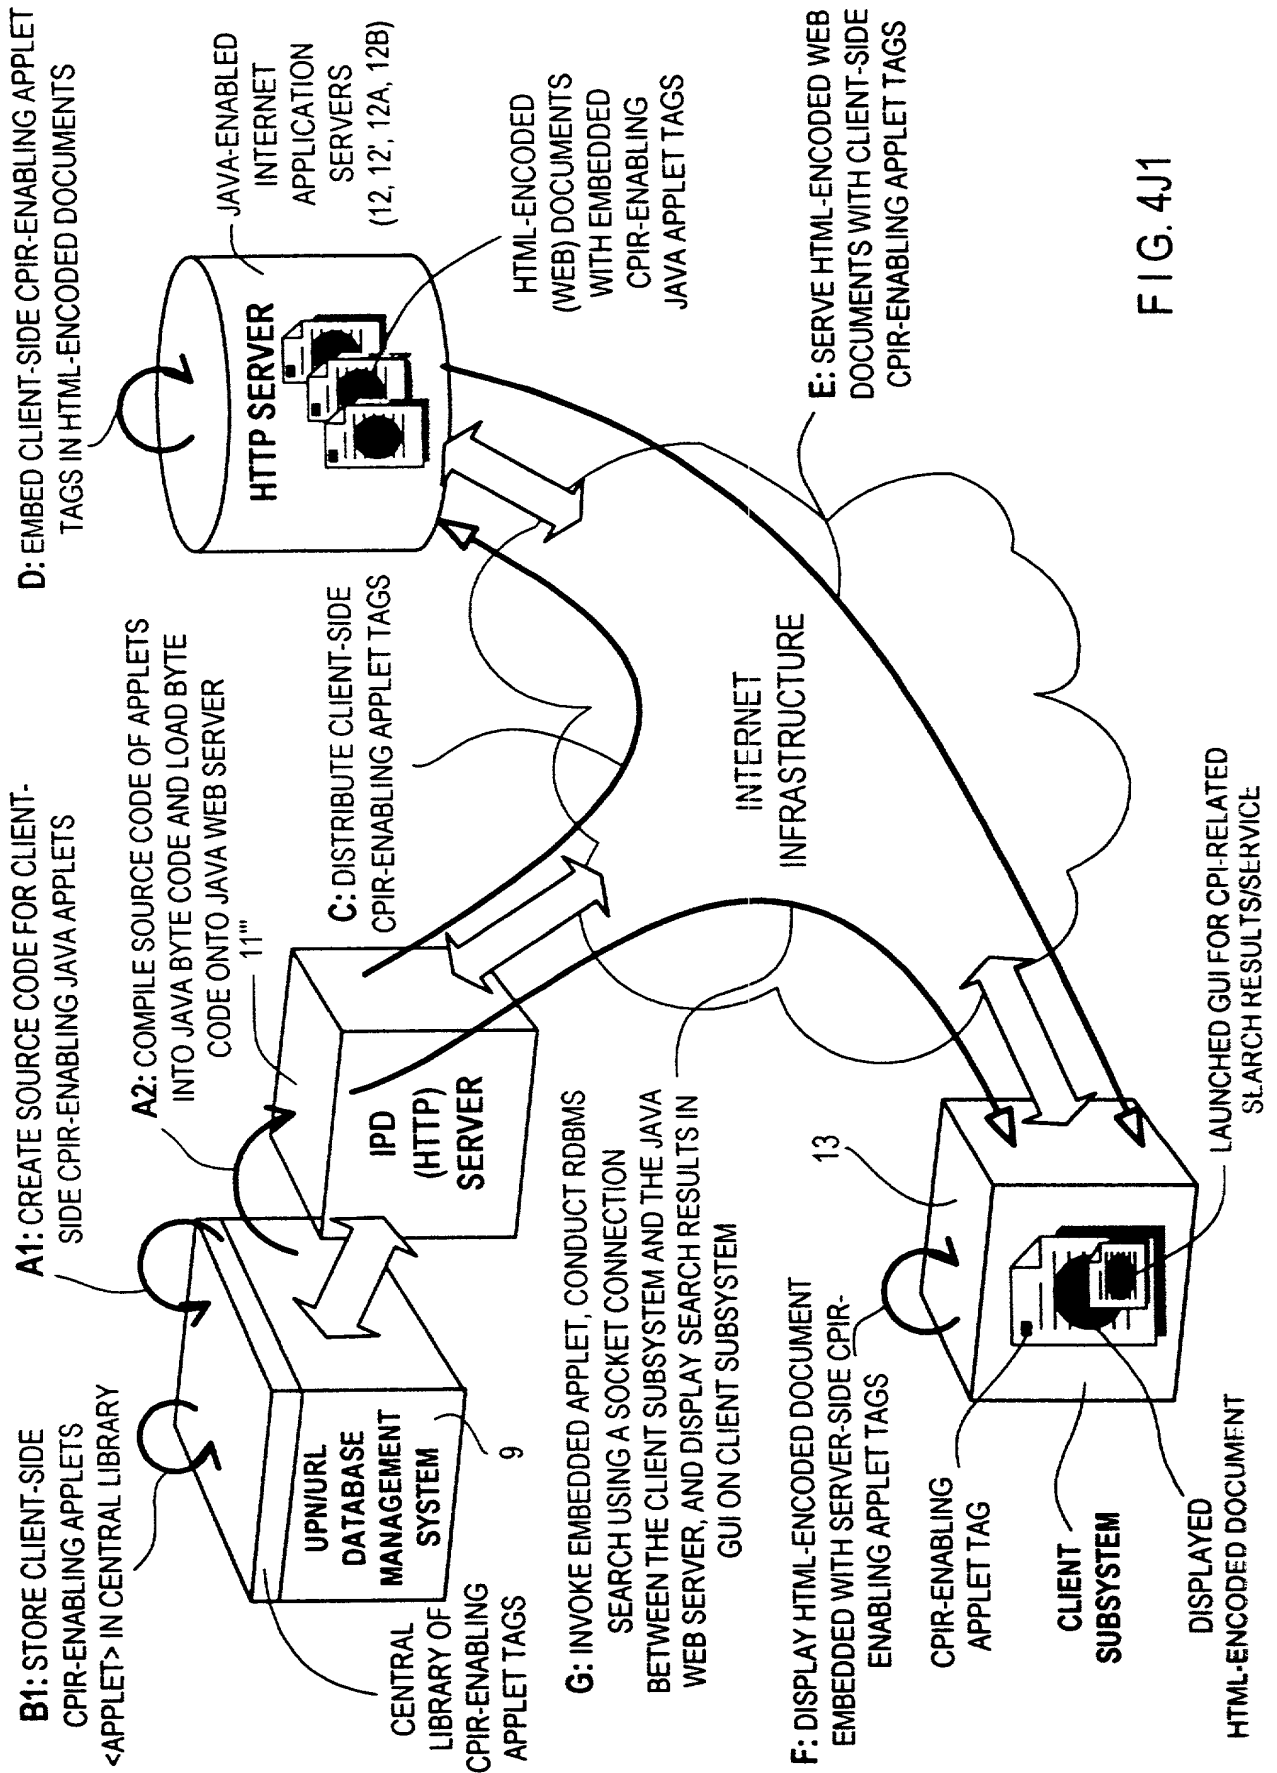 B1: STORE CLIENT-SIDE
CPIR-ENABLING APPLETS
<APPLET> IN CENTRAL LIBRARY
A1: CREATE SOURCE CODE FOR CLIENT-
SIDE CPIR-ENABLING JAVA APPLETS
A2: COMPILE SOURCE CODE OF APPLETS
INTO JAVA BYTE CODE AND LOAD BYTE
CODE ONTO JAVA WEB SERVER
11'''
D: EMBED CLIENT-SIDE CPIR-ENABLING APPLET
TAGS IN HTML-ENCODED DOCUMENTS
JAVA-ENABLED
INTERNET
APPLICATION
SERVERS
(12, 12', 12A, 12B)
HTTP SERVER
HTML-ENCODED
(WEB) DOCUMENTS
WITH EMBEDDED
CPIR-ENABLING
JAVA APPLET TAGS
C: DISTRIBUTE CLIENT-SIDE
CPIR-ENABLING APPLET TAGS
UPN/URL
DATABASE
MANAGEMENT
SYSTEM
9
IPD
(HTTP)
SERVER
CENTRAL
LIBRARY OF
CPIR-ENABLING
APPLET TAGS
G: INVOKE EMBEDDED APPLET, CONDUCT RDBMS
SEARCH USING A SOCKET CONNECTION
BETWEEN THE CLIENT SUBSYSTEM AND THE JAVA
WEB SERVER, AND DISPLAY SEARCH RESULTS IN
GUI ON CLIENT SUBSYSTEM
INTERNET
INFRASTRUCTURE
E: SERVE HTML-ENCODED WEB
DOCUMENTS WITH CLIENT-SIDE
CPIR-ENABLING APPLET TAGS
F: DISPLAY HTML-ENCODED DOCUMENT
EMBEDDED WITH SERVER-SIDE CPIR-
ENABLING APPLET TAGS
13
CPIR-ENABLING
APPLET TAG
CLIENT
SUBSYSTEM
DISPLAYED
HTML-ENCODED DOCUMENT
LAUNCHED GUI FOR CPI-RELATED
SEARCH RESULTS/SERVICE
FIG. 4J1